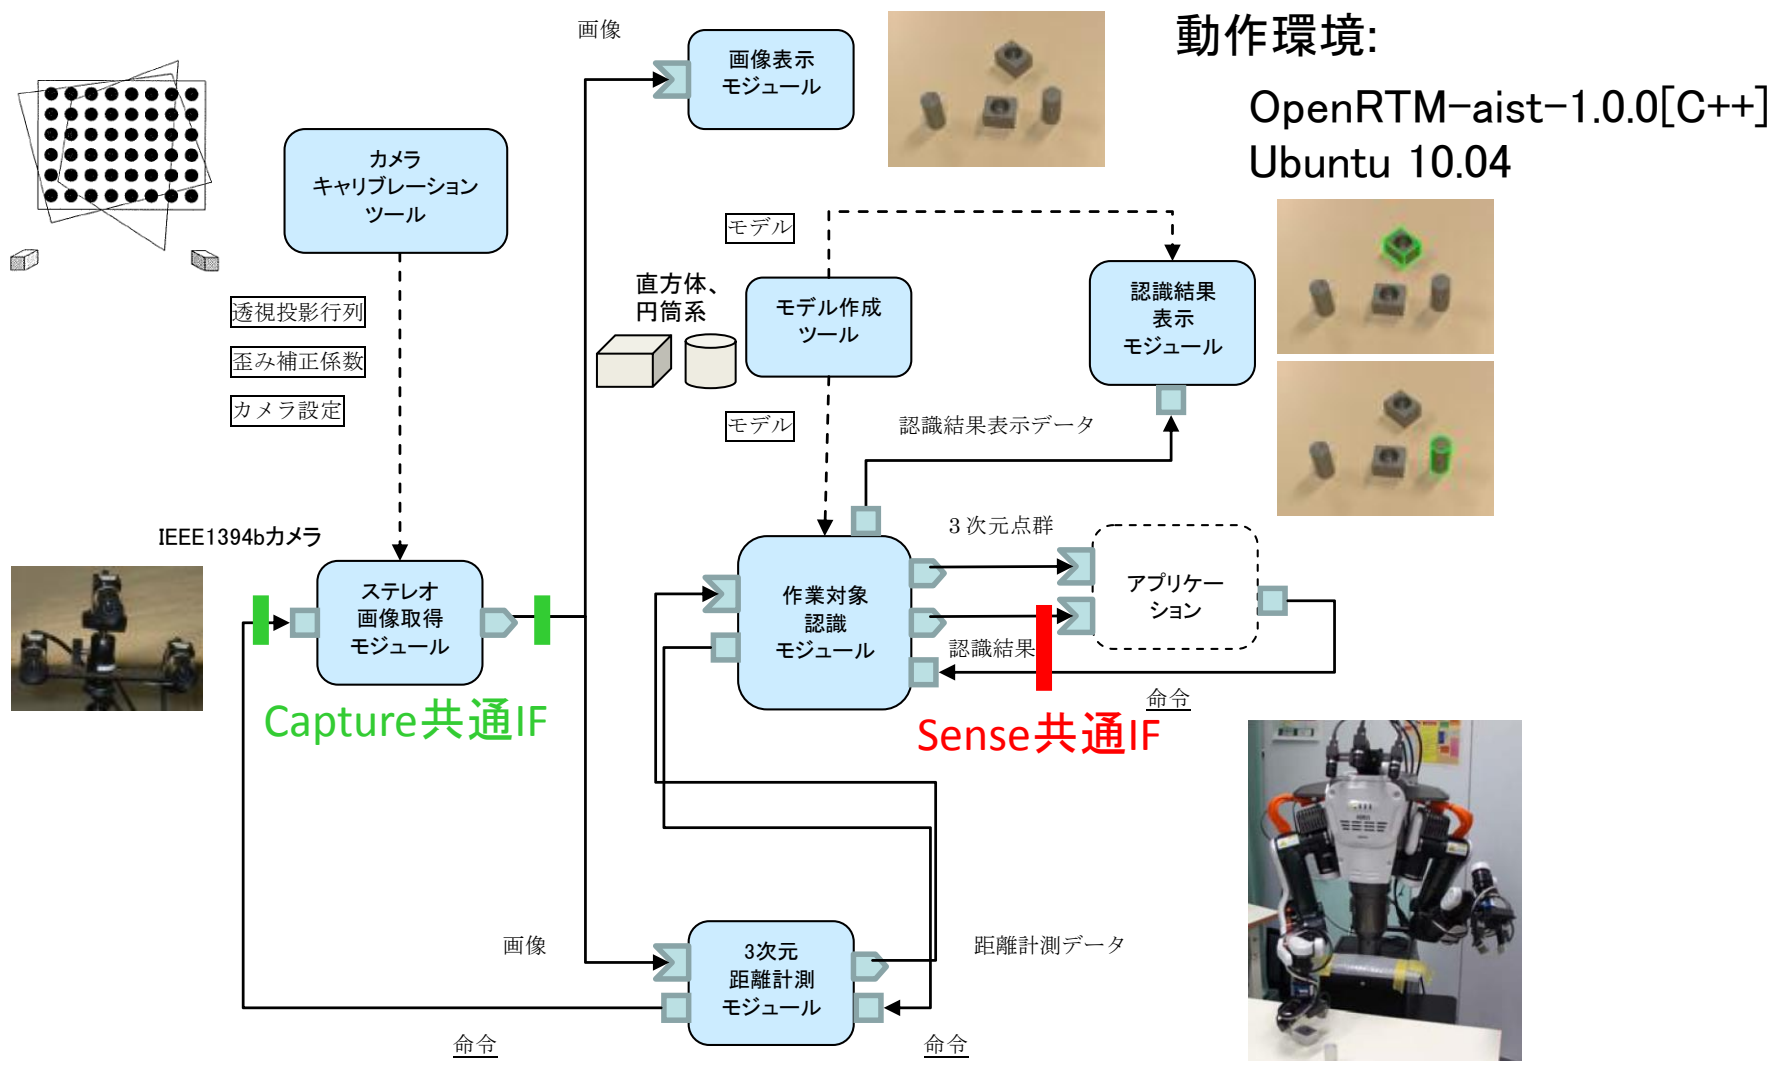 動作環境:
OpenRTM-aist-1.0.0[C++]
Ubuntu 10.04
画像
画像表示
モジュール
カメラ
キャリブレーション
ツール
透視投影行列
歪み補正係数
カメラ設定
モデル
直方体、
円筒系
モデル作成
ツール
モデル
認識結果
表示
モジュール
認識結果表示データ
IEEE1394bカメラ
ステレオ
画像取得
モジュール
Capture共通IF
作業対象
認識
モジュール
3次元点群
認識結果
アプリケー
ション
命令
Sense共通IF
画像
3次元
距離計測
モジュール
距離計測データ
命令
命令